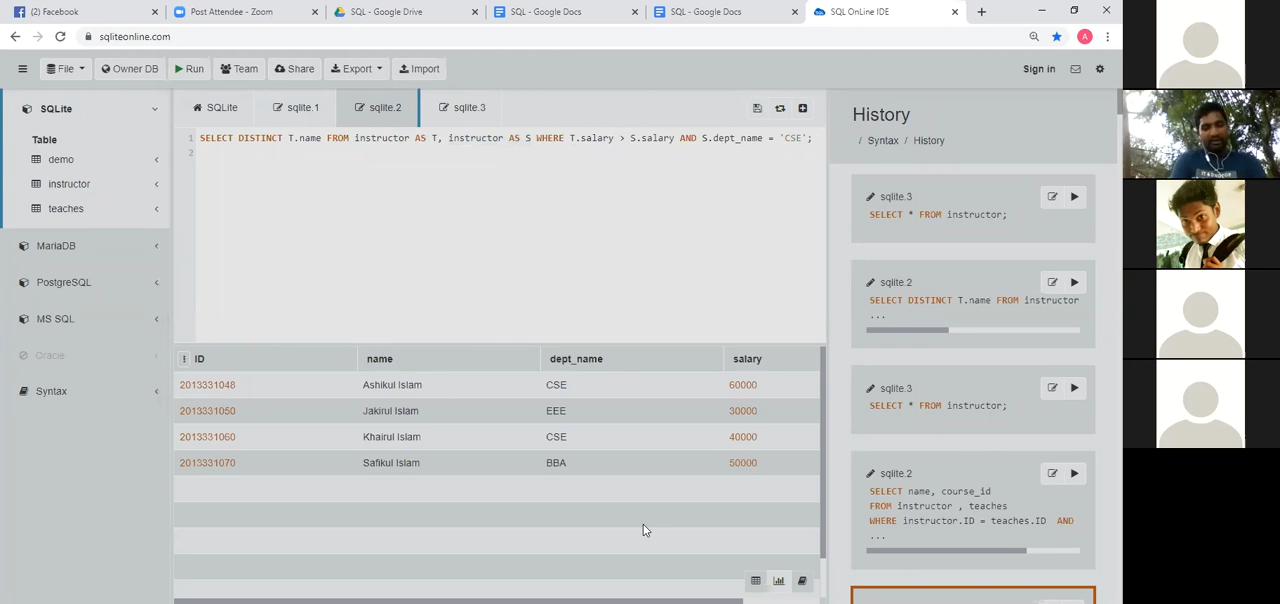 (2) Facebook
Post Attendee - Zoom
SQL - Google Drive
SQL - Google Docs
SQL - Google Docs
SQL OnLine IDE
sqliteonline.com
A
File
Owner DB
Run
Team
Share
Export
Import
Sign in
SQLite
Table
demo
instructor
teaches
MariaDB
PostgreSQL
MS SQL
Oracle
Syntax
SQLite
sqlite.1
sqlite.2
sqlite.3
1 SELECT DISTINCT T.name FROM instructor AS T, instructor AS S WHERE T.salary > S.salary AND S.dept_name = 'CSE';
2
ID name dept_name salary
2013331048 Ashikul Islam CSE 60000
2013331050 Jakirul Islam EEE 30000
2013331060 Khairul Islam CSE 40000
2013331070 Safikul Islam BBA 50000
History
/ Syntax / History
sqlite.3
SELECT * FROM instructor;
sqlite.2
SELECT DISTINCT T.name FROM instructor
...
sqlite.3
SELECT * FROM instructor;
sqlite.2
SELECT name, course_id
FROM instructor , teaches
WHERE instructor.ID = teaches.ID AND
...